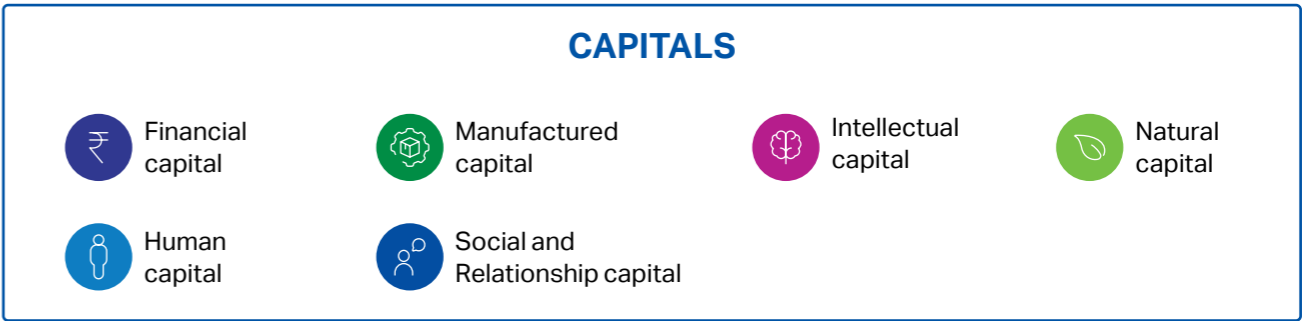 CAPITALS
₹
Financial
capital
Manufactured
capital
Intellectual
capital
Natural
capital
Human
capital
Social and
Relationship capital